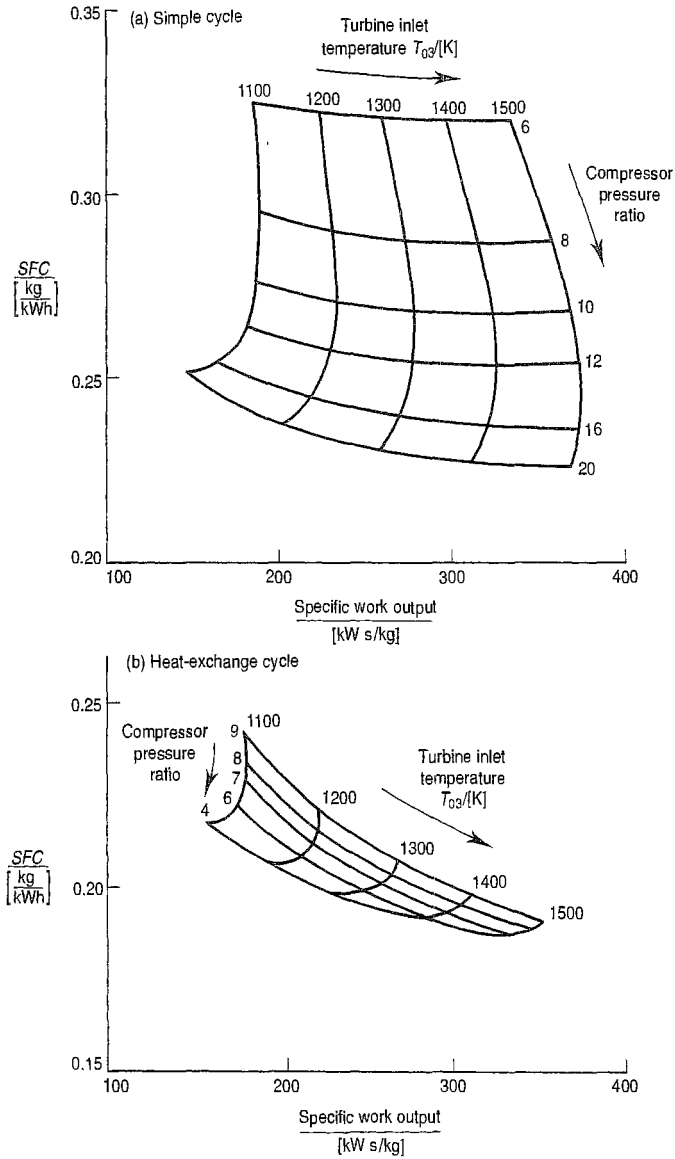 0.35
(a) Simple cycle
Turbine inlet
temperature T03/[K]
1100
1200
1300
1400
1500
6
Compressor
pressure
ratio
0.30
8
SFC
[kg/kWh]
10
12
0.25
16
20
0.20
100
200
300
400
Specific work output
[kW s/kg]
(b) Heat-exchange cycle
0.25
Compressor
pressure
ratio
9
1100
8
7
6
4
Turbine inlet
temperature
T03/[K]
1200
1300
1400
1500
SFC
[kg/kWh]
0.20
0.15
100
200
300
400
Specific work output
[kW s/kg]